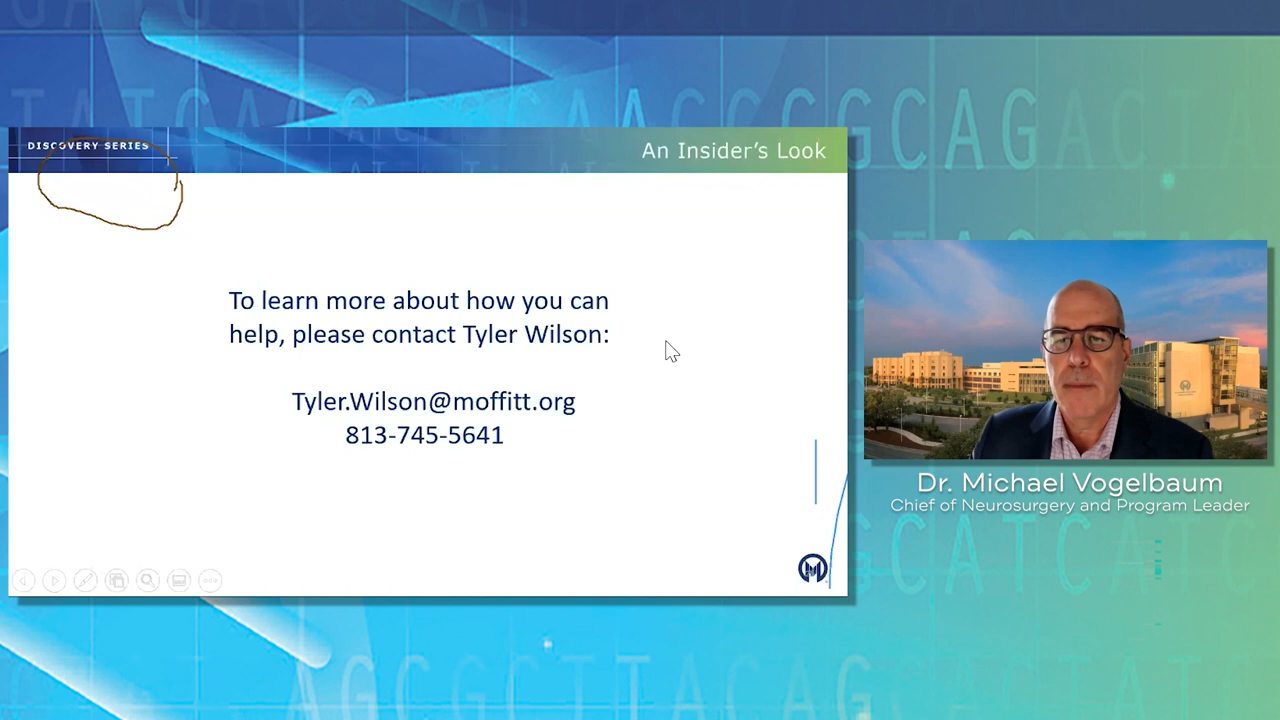 DISCOVERY SERIES
An Insider's Look
To learn more about how you can
help, please contact Tyler Wilson:
Tyler.Wilson@moffitt.org
813-745-5641
Dr. Michael Vogelbaum
Chief of Neurosurgery and Program Leader